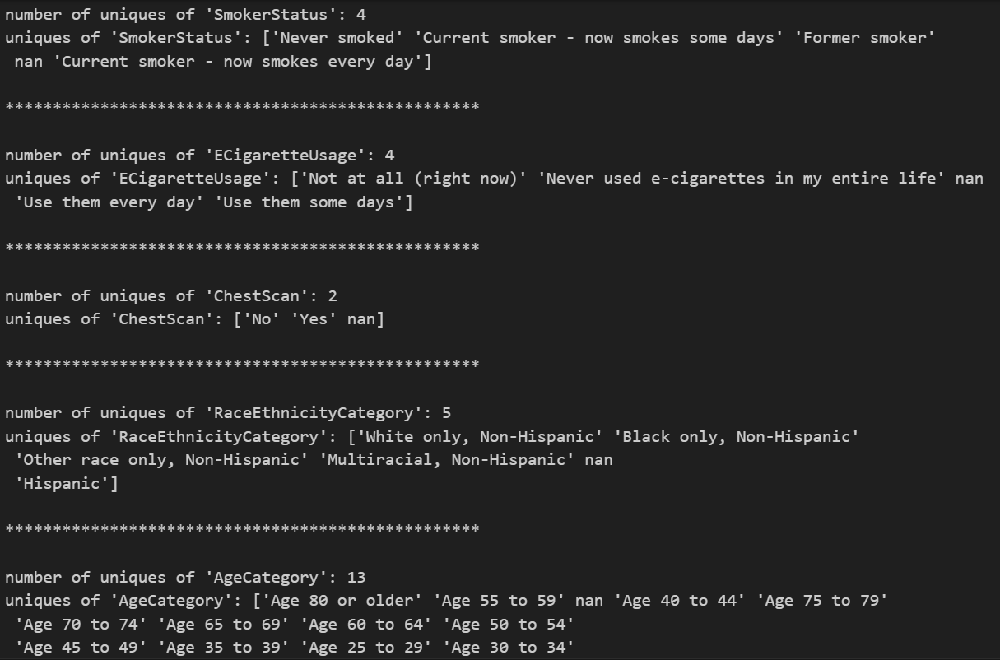 number of uniques of 'SmokerStatus': 4
uniques of 'SmokerStatus': ['Never smoked' 'Current smoker - now smokes some days' 'Former smoker'
 nan 'Current smoker - now smokes every day']
**************************************************
number of uniques of 'ECigaretteUsage': 4
uniques of 'ECigaretteUsage': ['Not at all (right now)' 'Never used e-cigarettes in my entire life' nan
 'Use them every day' 'Use them some days']
**************************************************
number of uniques of 'ChestScan': 2
uniques of 'ChestScan': ['No' 'Yes' nan]
**************************************************
number of uniques of 'RaceEthnicityCategory': 5
uniques of 'RaceEthnicityCategory': ['White only, Non-Hispanic' 'Black only, Non-Hispanic'
 'Other race only, Non-Hispanic' 'Multiracial, Non-Hispanic' nan
 'Hispanic']
**************************************************
number of uniques of 'AgeCategory': 13
uniques of 'AgeCategory': ['Age 80 or older' 'Age 55 to 59' nan 'Age 40 to 44' 'Age 75 to 79'
 'Age 70 to 74' 'Age 65 to 69' 'Age 60 to 64' 'Age 50 to 54'
 'Age 45 to 49' 'Age 35 to 39' 'Age 25 to 29' 'Age 30 to 34'